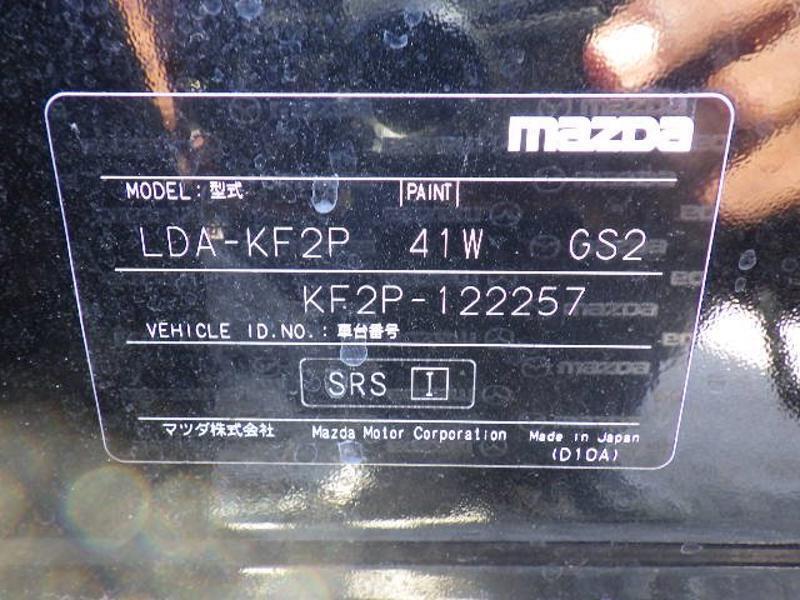 mazda
MODEL: 型式 PAINT
LDA-KF2P 41W GS2
KF2P-122257
VEHICLE ID.NO.: 車台番号
SRS I
マツダ株式会社 Mazda Motor Corporation Made in Japan
(D10A)